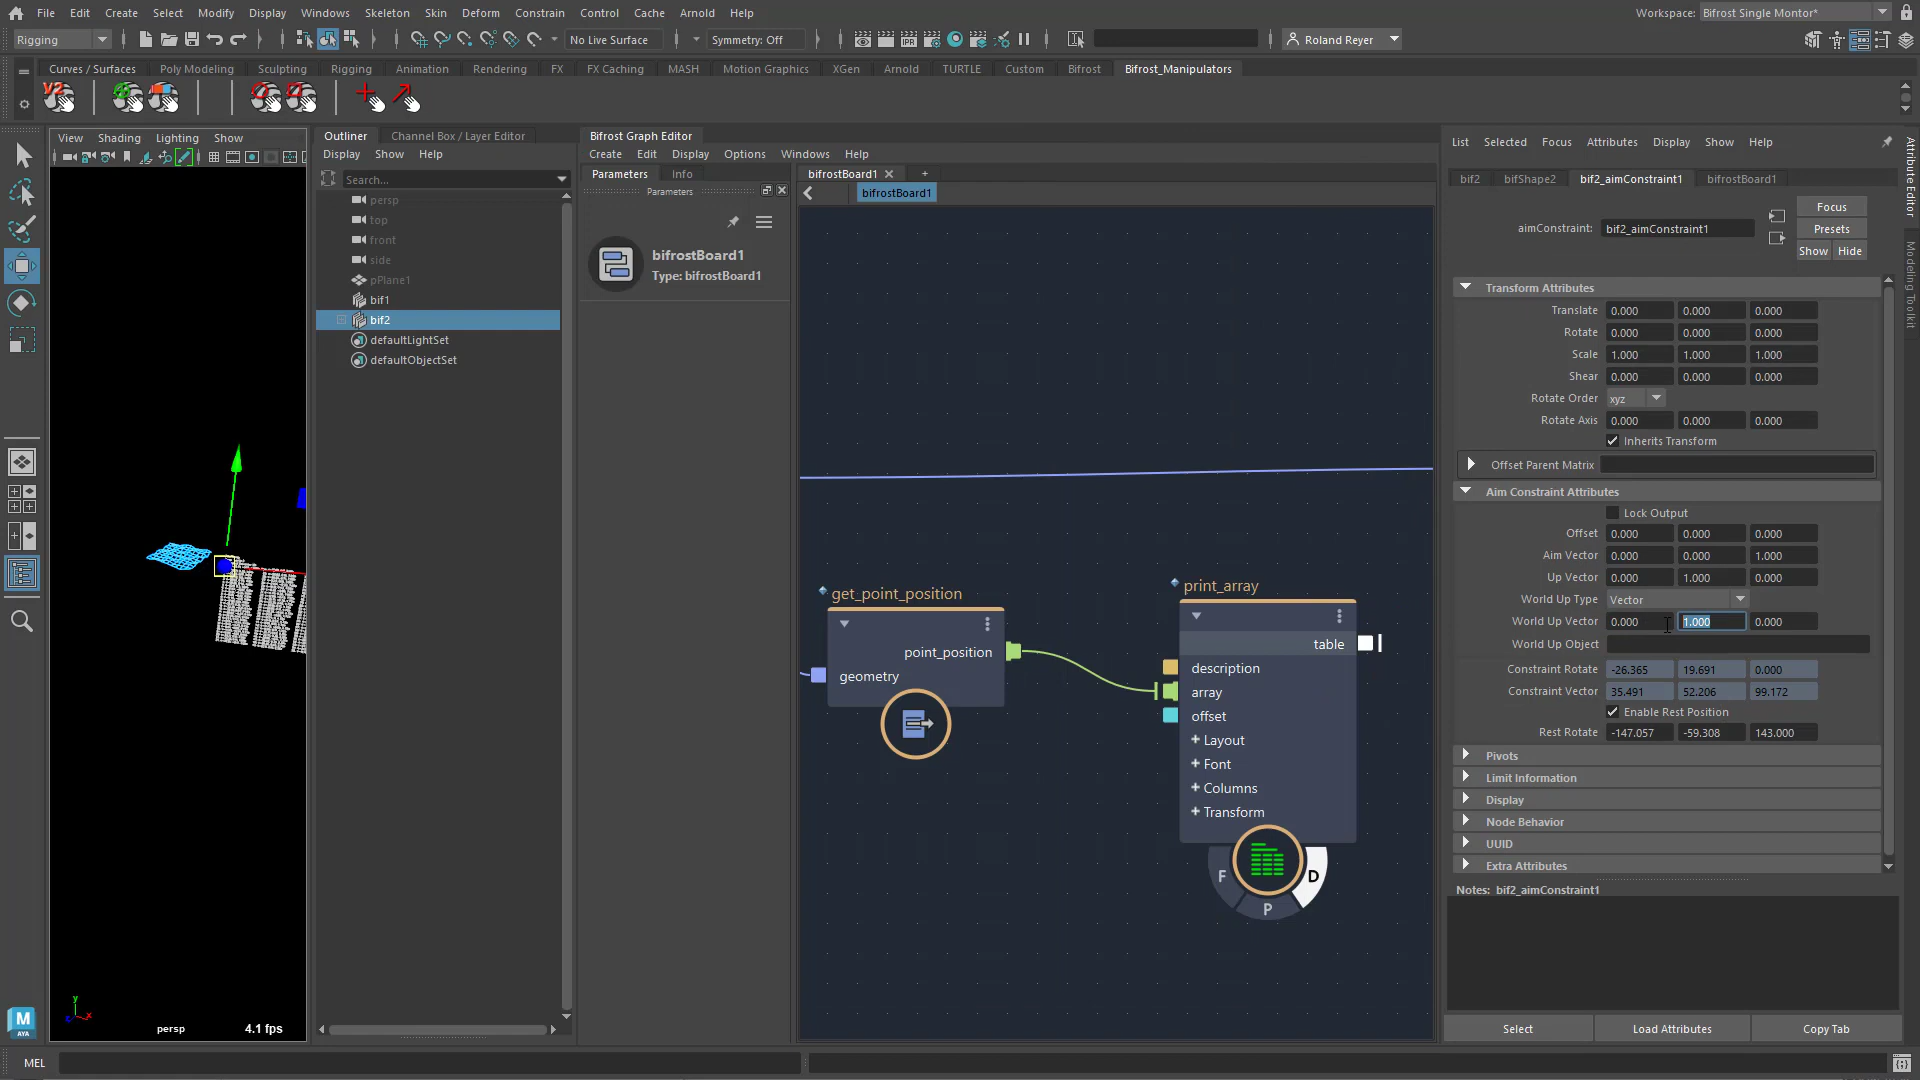 File Edit Create Select Modify Display Windows Skeleton Skin Deform Constrain Control Cache Arnold Help
Workspace: Bifrost Single Montor*
Rigging
No Live Surface
Symmetry: Off
IPR
Roland Reyer
Curves / Surfaces Poly Modeling Sculpting Rigging Animation Rendering FX FX Caching MASH Motion Graphics XGen Arnold TURTLE Custom Bifrost Bifrost_Manipulators
V2
View Shading Lighting Show
Outliner
Channel Box / Layer Editor
Display Show Help
Search...
persp
top
front
side
pPlane1
bif1
bif2
defaultLightSet
defaultObjectSet
Bifrost Graph Editor
Create Edit Display Options Windows Help
Parameters Info
Parameters
bifrostBoard1
Type: bifrostBoard1
bifrostBoard1
+
bifrostBoard1
get_point_position
point_position
geometry
print_array
table
description
array
offset
+ Layout
+ Font
+ Columns
+ Transform
F
D
P
List Selected Focus Attributes Display Show Help
bif2 bifShape2 bif2_aimConstraint1 bifrostBoard1
aimConstraint: bif2_aimConstraint1
Focus
Presets
Show Hide
Transform Attributes
Translate 0.000 0.000 0.000
Rotate 0.000 0.000 0.000
Scale 1.000 1.000 1.000
Shear 0.000 0.000 0.000
Rotate Order xyz
Rotate Axis 0.000 0.000 0.000
Inherits Transform
Offset Parent Matrix
Aim Constraint Attributes
Lock Output
Offset 0.000 0.000 0.000
Aim Vector 0.000 0.000 1.000
Up Vector 0.000 1.000 0.000
World Up Type Vector
World Up Vector 0.000 1.000 0.000
World Up Object
Constraint Rotate -26.365 19.691 0.000
Constraint Vector 35.491 52.206 99.172
Enable Rest Position
Rest Rotate -147.057 -59.308 143.000
Pivots
Limit Information
Display
Node Behavior
UUID
Extra Attributes
Notes: bif2_aimConstraint1
Select
Load Attributes
Copy Tab
Attribute Editor
Modeling Toolkit
y
x
persp
4.1 fps
M
AYA
MEL